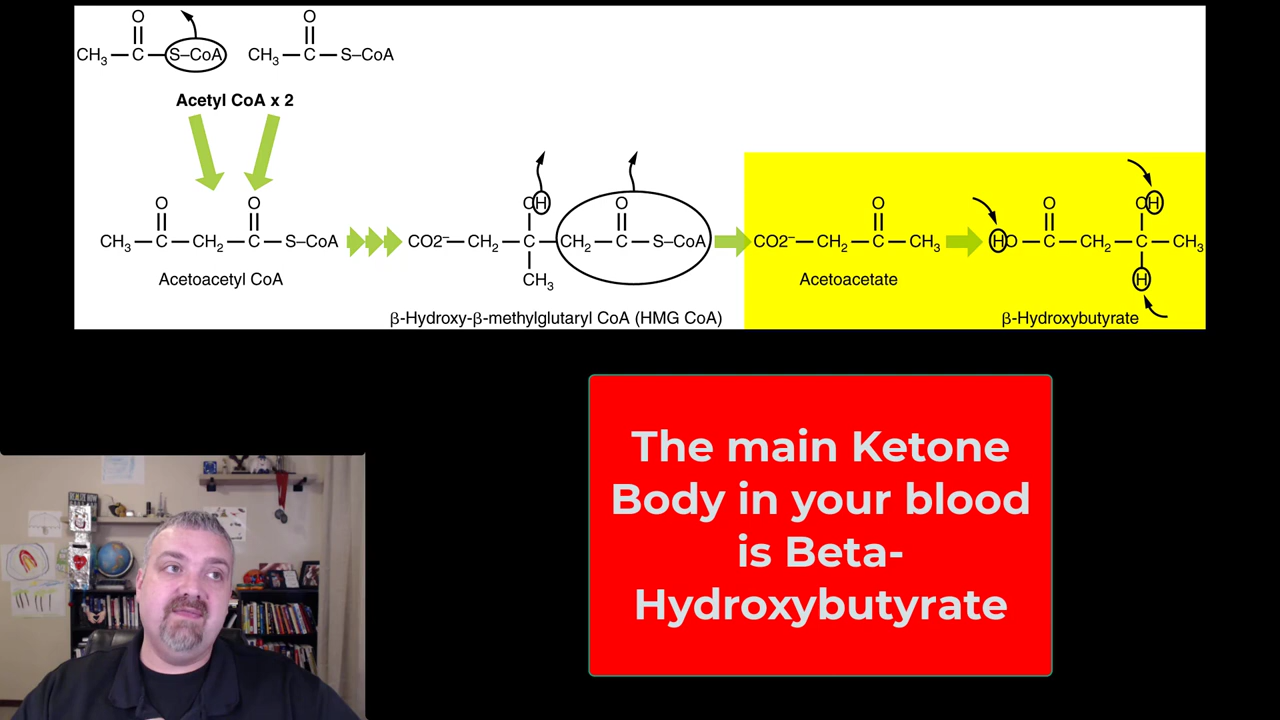 O O
CH₃—C—S–CoA CH₃—C—S–CoA
Acetyl CoA x 2
O O OH O O OH
CH₃—C—CH₂—C—S–CoA CO2⁻—CH₂—C—CH₂—C—S–CoA CO2⁻—CH₂—C—CH₃ HO—C—CH₂—C—CH₃
Acetoacetyl CoA CH₃ Acetoacetate H
β-Hydroxy-β-methylglutaryl CoA (HMG CoA) β-Hydroxybutyrate
The main Ketone
Body in your blood
is Beta-
Hydroxybutyrate